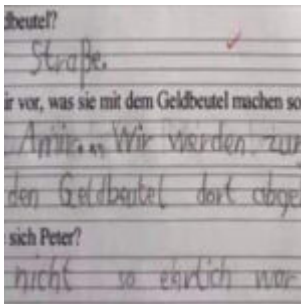 dbeutel?
Straße.
ir vor, was sie mit dem Geldbeutel machen so
Amir. „Wir werden zur
den Geldbeutel dort abge
sich Peter?
nicht so ehrlich war